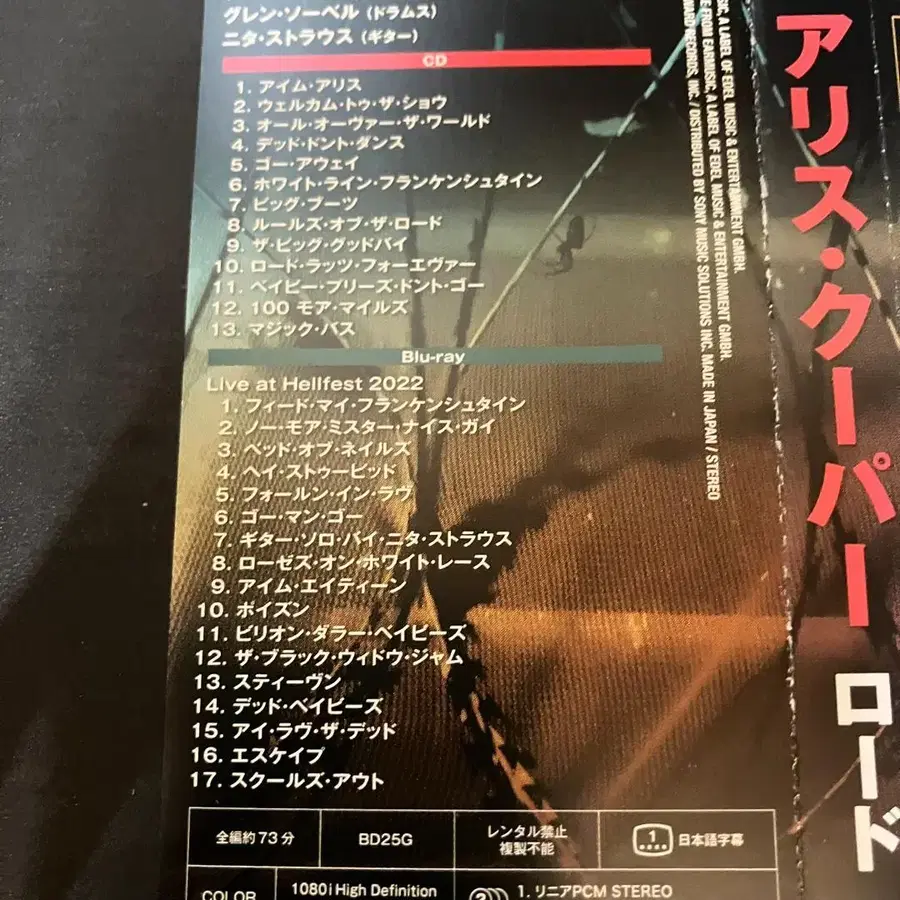 グレン・ソーベル（ドラムス）
ニタ・ストラウス（ギター）
CD
1. アイム・アリス
2. ウェルカム・トゥ・ザ・ショウ
3. オール・オーヴァー・ザ・ワールド
4. デッド・ドント・ダンス
5. ゴー・アウェイ
6. ホワイト・ライン・フランケンシュタイン
7. ビッグ・ブーツ
8. ルールズ・オブ・ザ・ロード
9. ザ・ビッグ・グッドバイ
10. ロード・ラッツ・フォーエヴァー
11. ベイビー・プリーズ・ドント・ゴー
12. 100 モア・マイルズ
13. マジック・バス
Blu-ray
Live at Hellfest 2022
1. フィード・マイ・フランケンシュタイン
2. ノー・モア・ミスター・ナイス・ガイ
3. ベッド・オブ・ネイルズ
4. ヘイ・ストゥーピッド
5. フォールン・イン・ラヴ
6. ゴー・マン・ゴー
7. ギター・ソロ・バイ・ニタ・ストラウス
8. ローゼズ・オン・ホワイト・レース
9. アイム・エイティーン
10. ポイズン
11. ビリオン・ダラー・ベイビーズ
12. ザ・ブラック・ウィドウ・ジャム
13. スティーヴン
14. デッド・ベイビーズ
15. アイ・ラヴ・ザ・デッド
16. エスケイプ
17. スクールズ・アウト
全編約73分
BD25G
レンタル禁止
複製不能
1 日本語字幕
COLOR
1080i High Definition
2 1. リニアPCM STEREO
MUSIC, A LABEL OF EDEL MUSIC & ENTERTAINMENT GMBH.
FROM EARMUSIC, A LABEL OF EDEL MUSIC & ENTERTAINMENT GMBH.
RECORDS, INC. / DISTRIBUTED BY SONY MUSIC SOLUTIONS INC. MADE IN JAPAN / STEREO
アリス・クーパー
ロード